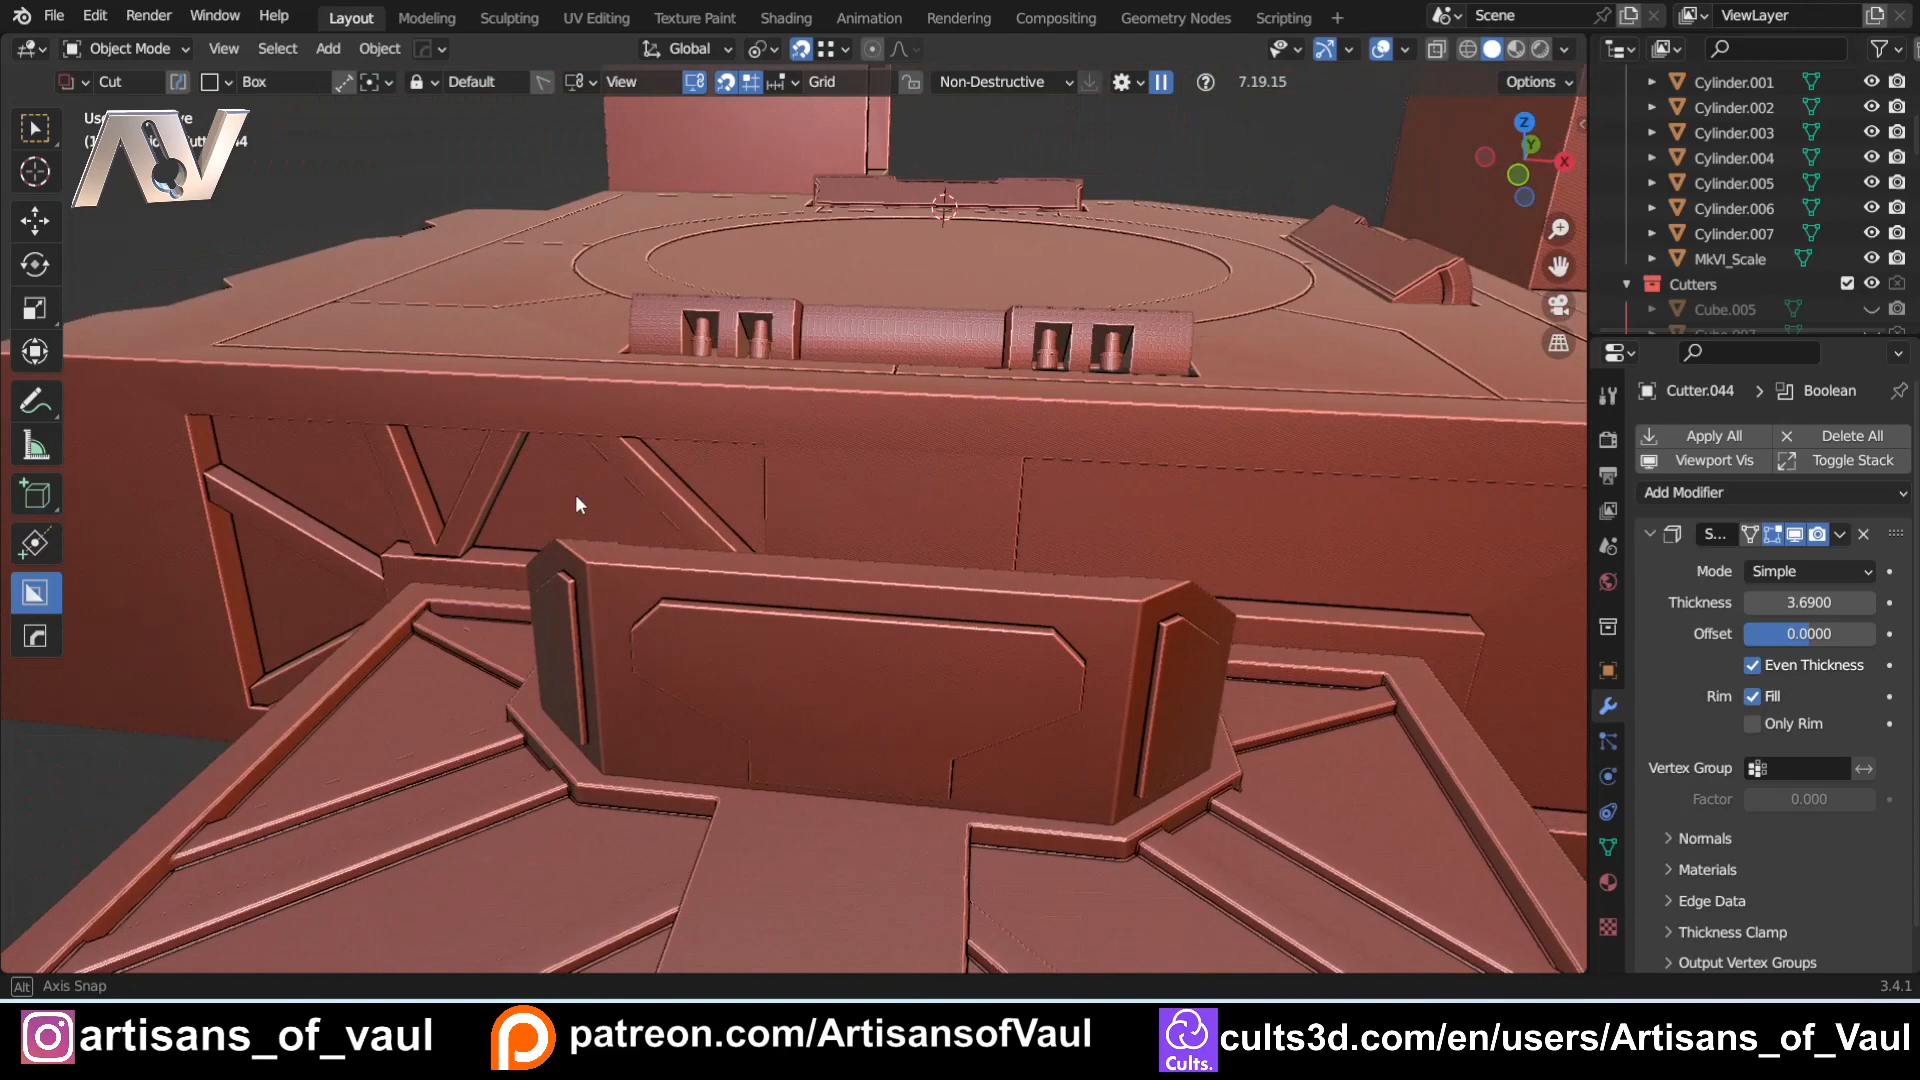 File Edit Render Window Help Layout Modeling Sculpting UV Editing Texture Paint Shading Animation Rendering Compositing Geometry Nodes Scripting + Scene ViewLayer
Object Mode View Select Add Object Global
Cut Box Default View Grid Non-Destructive 7.19.15 Options
AV
Cylinder.001
Cylinder.002
Cylinder.003
Cylinder.004
Cylinder.005
Cylinder.006
Cylinder.007
MkVI_Scale
Cutters
Cube.005
Z
Y
X
Cutter.044 > Boolean
Apply All Delete All
Viewport Vis Toggle Stack
Add Modifier
S...
Mode Simple
Thickness 3.6900
Offset 0.0000
Even Thickness
Rim Fill
Only Rim
Vertex Group
Factor 0.000
Normals
Materials
Edge Data
Thickness Clamp
Output Vertex Groups
Alt Axis Snap 3.4.1
artisans_of_vaul patreon.com/ArtisansofVaul cults3d.com/en/users/Artisans_of_Vaul
Cults.